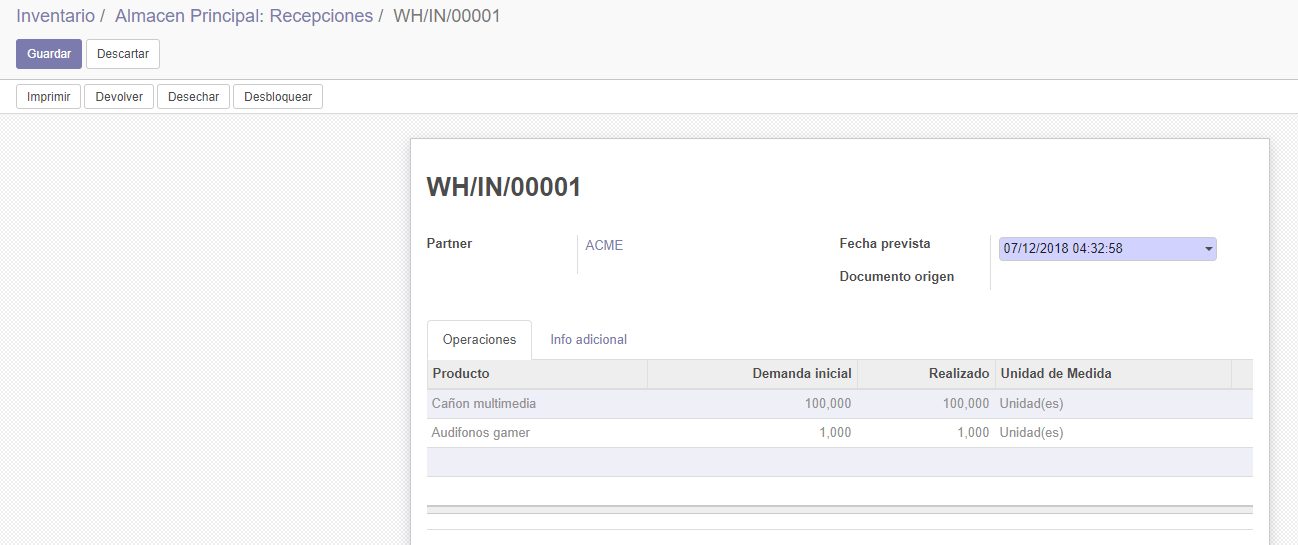 Inventario / Almacen Principal: Recepciones / WH/IN/00001
Guardar Descartar
Imprimir Devolver Desechar Desbloquear
WH/IN/00001
Partner ACME Fecha prevista 07/12/2018 04:32:58
Documento origen
Operaciones Info adicional
Producto Demanda inicial Realizado Unidad de Medida
Cañon multimedia 100,000 100,000 Unidad(es)
Audifonos gamer 1,000 1,000 Unidad(es)